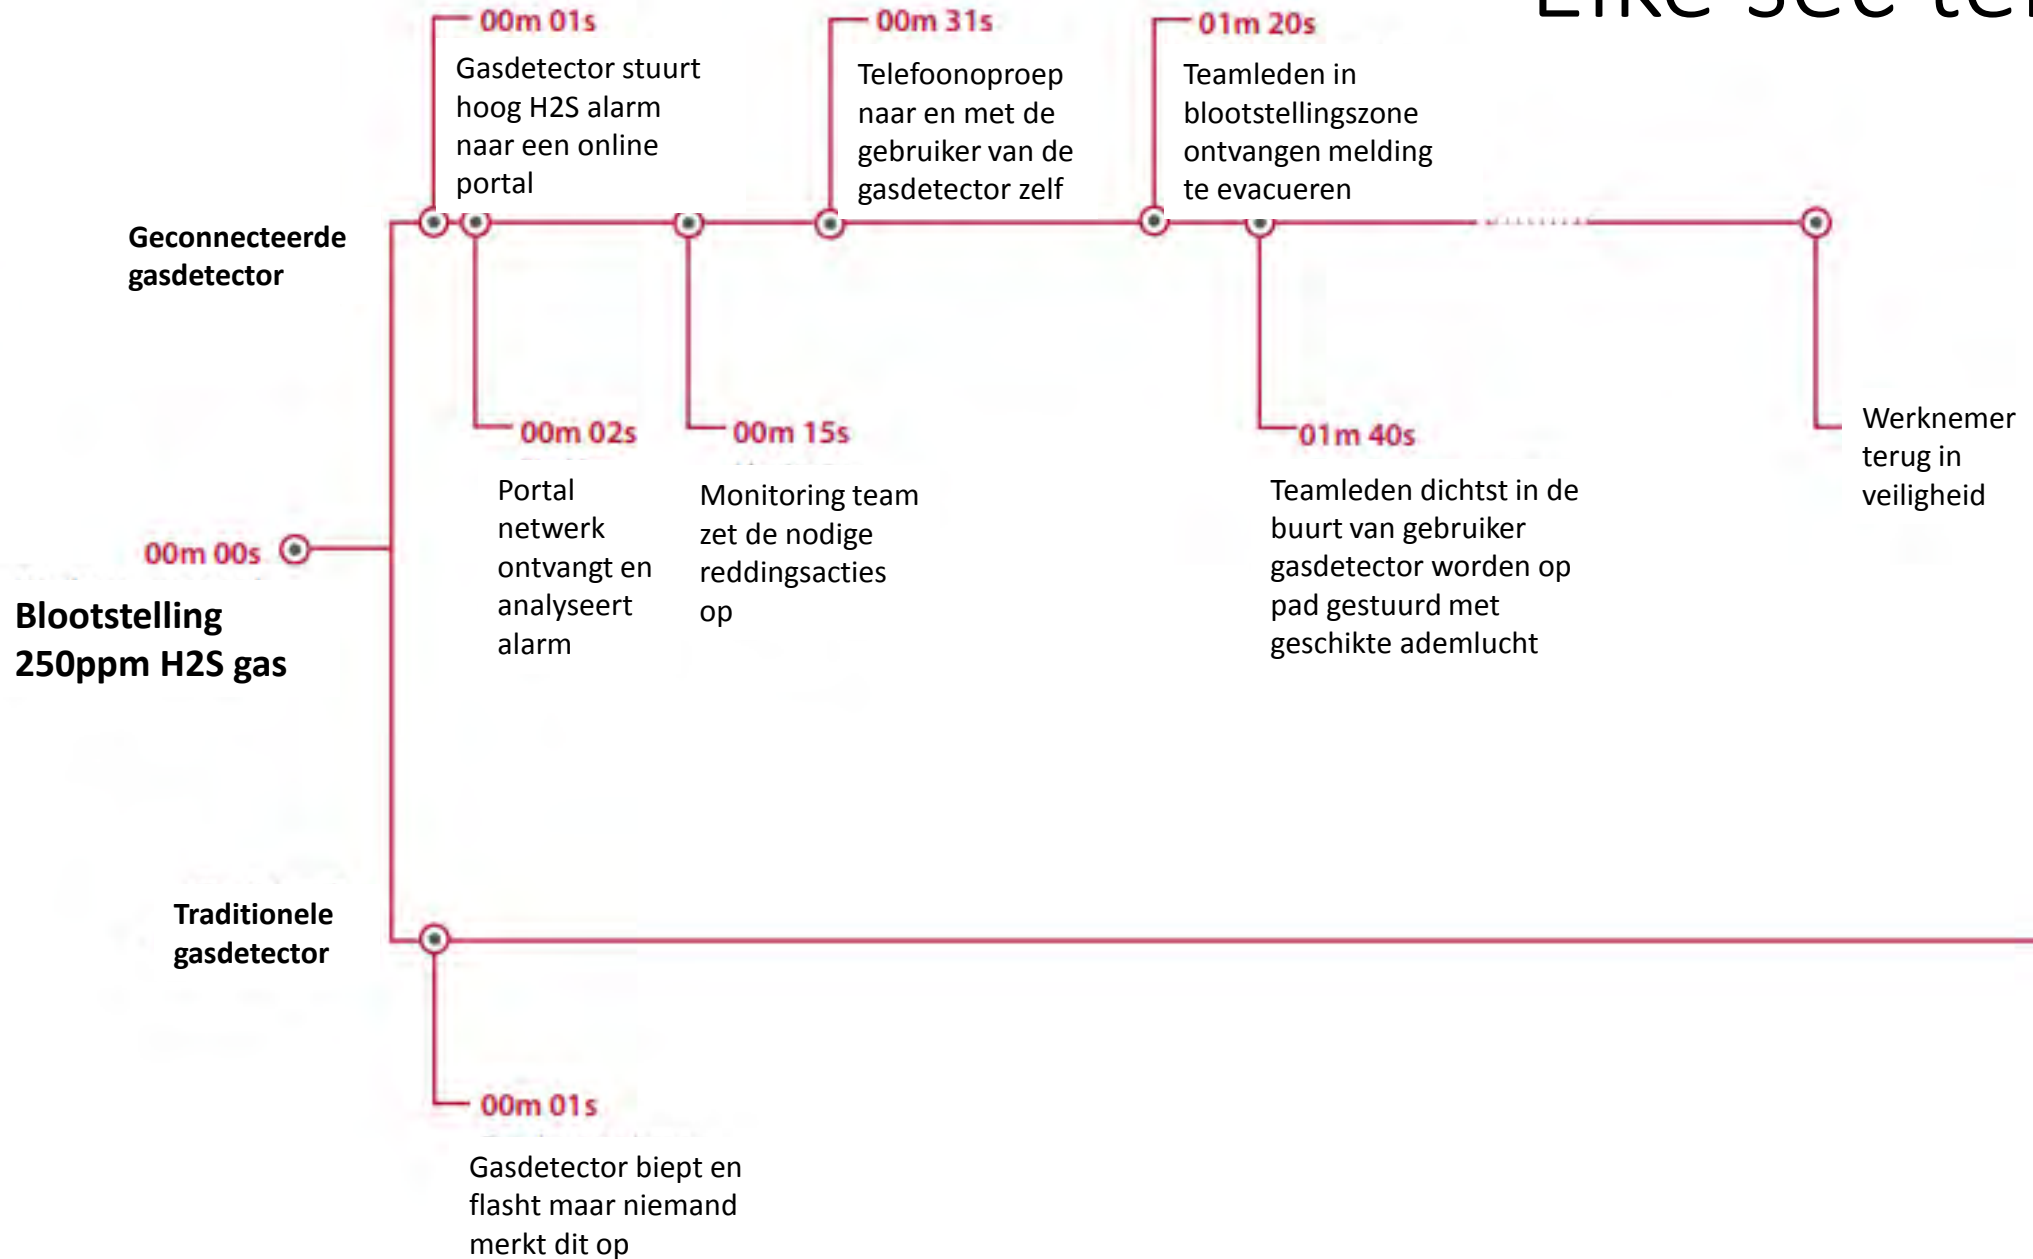 Elke sec
00m 01s
Gasdetector stuurt
hoog H2S alarm
naar een online
portal
00m 31s
Telefoonoproep
naar en met de
gebruiker van de
gasdetector zelf
01m 20s
Teamleden in
blootstellingszone
ontvangen melding
te evacueren
Geconnecteerde
gasdetector
00m 02s
Portal
netwerk
ontvangt en
analyseert
alarm
00m 15s
Monitoring team
zet de nodige
reddingsacties
op
01m 40s
Teamleden dichtst in de
buurt van gebruiker
gasdetector worden op
pad gestuurd met
geschikte ademlucht
Werknemer
terug in
veiligheid
00m 00s
Blootstelling
250ppm H2S gas
Traditionele
gasdetector
00m 01s
Gasdetector biept en
flasht maar niemand
merkt dit op